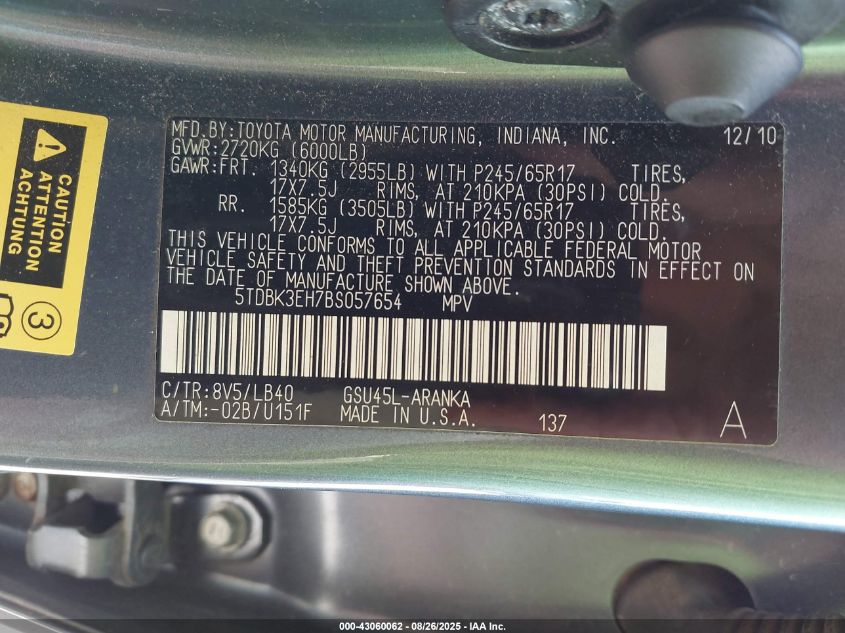 MFD.BY:TOYOTA MOTOR MANUFACTURING, INDIANA, INC. 12/10
GVWR:2720KG (6000LB)
GAWR:FRT. 1340KG (2955LB) WITH P245/65R17 TIRES,
17X7.5J RIMS, AT 210KPA (30PSI) COLD.
RR. 1585KG (3505LB) WITH P245/65R17 TIRES,
17X7.5J RIMS, AT 210KPA (30PSI) COLD.
THIS VEHICLE CONFORMS TO ALL APPLICABLE FEDERAL MOTOR
VEHICLE SAFETY AND THEFT PREVENTION STANDARDS IN EFFECT ON
THE DATE OF MANUFACTURE SHOWN ABOVE.
5TDBK3EH7BS057654 MPV
C/TR:8V5/LB40 GSU45L-ARANKA
A/TM:-02B/U151F MADE IN U.S.A. 137 A
CAUTION
ATTENTION
ACHTUNG
3
000-43060062 - 08/26/2025 - IAA Inc.